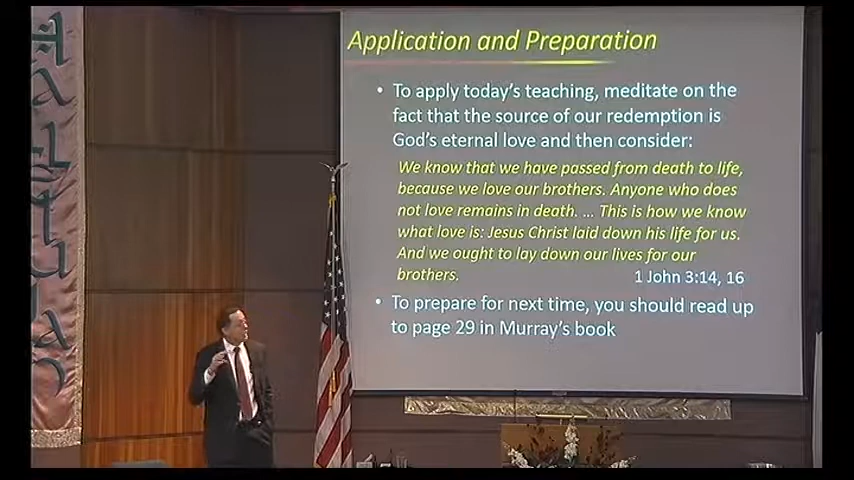 Application and Preparation
• To apply today's teaching, meditate on the
fact that the source of our redemption is
God's eternal love and then consider:
We know that we have passed from death to life,
because we love our brothers. Anyone who does
not love remains in death. ... This is how we know
what love is: Jesus Christ laid down his life for us.
And we ought to lay down our lives for our
brothers. 1 John 3:14, 16
• To prepare for next time, you should read up
to page 29 in Murray's book